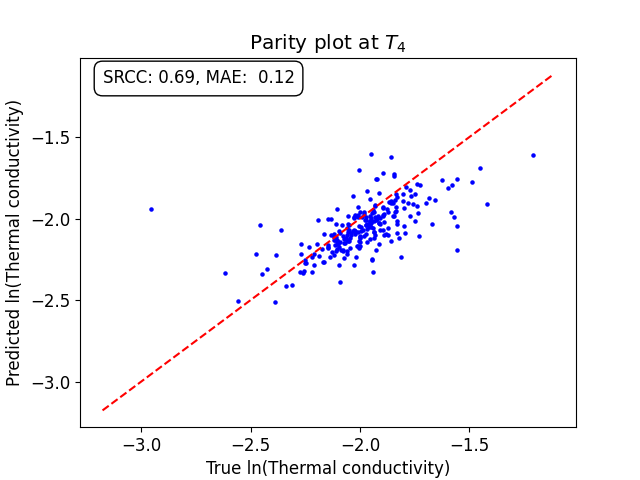 Parity plot at T₄
SRCC: 0.69, MAE:  0.12
Predicted ln(Thermal conductivity)
−1.5
−2.0
−2.5
−3.0
−3.0 −2.5 −2.0 −1.5
True ln(Thermal conductivity)